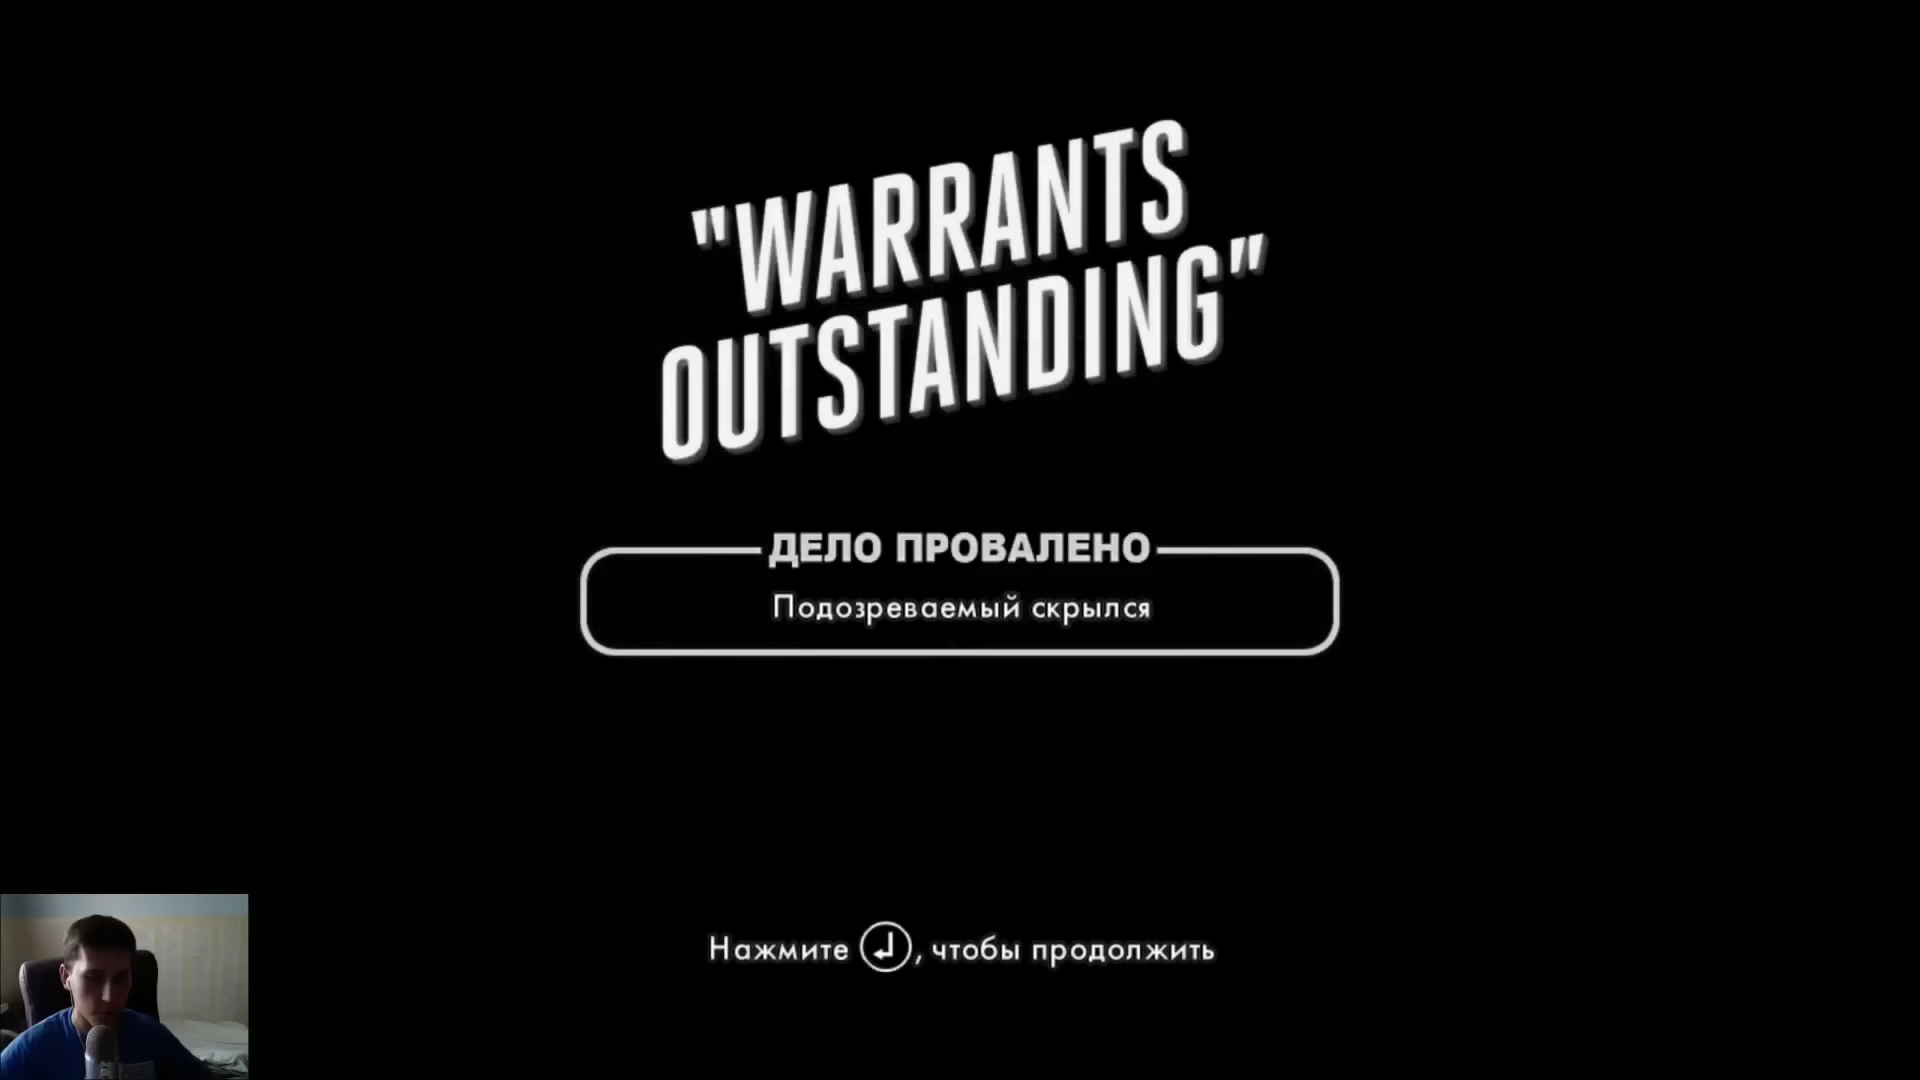 "WARRANTS
OUTSTANDING"
ДЕЛО ПРОВАЛЕНО
Подозреваемый скрылся
Нажмите , чтобы продолжить